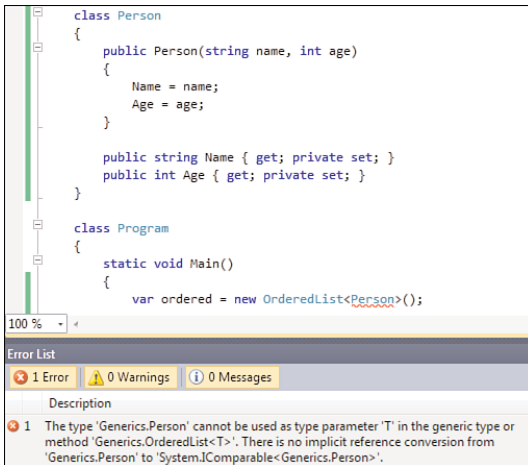 class Person
{
public Person(string name, int age)
{
Name = name;
Age = age;
}
public string Name { get; private set; }
public int Age { get; private set; }
}
class Program
{
static void Main()
{
var ordered = new OrderedList<Person>();
100 %
Error List
1 Error 0 Warnings 0 Messages
Description
1 The type 'Generics.Person' cannot be used as type parameter 'T' in the generic type or
method 'Generics.OrderedList<T>'. There is no implicit reference conversion from
'Generics.Person' to 'System.IComparable<Generics.Person>'.